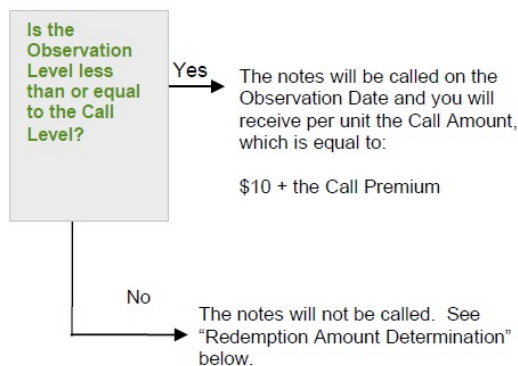 Is the
Observation
Level less
than or equal
to the Call
Level?
Yes
The notes will be called on the
Observation Date and you will
receive per unit the Call Amount,
which is equal to:
$10 + the Call Premium
No
The notes will not be called. See
“Redemption Amount Determination”
below.